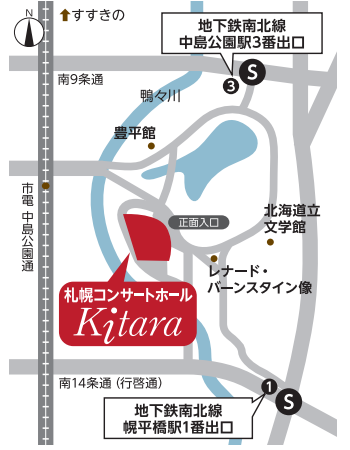 N
↑すすきの
地下鉄南北線
中島公園駅3番出口
3
S
南9条通
鴨々川
豊平館
市電 中島公園通
正面入口
北海道立
文学館
レナード・
バーンスタイン像
札幌コンサートホール
Kitara
南14条通（行啓通）
1
S
地下鉄南北線
幌平橋駅1番出口